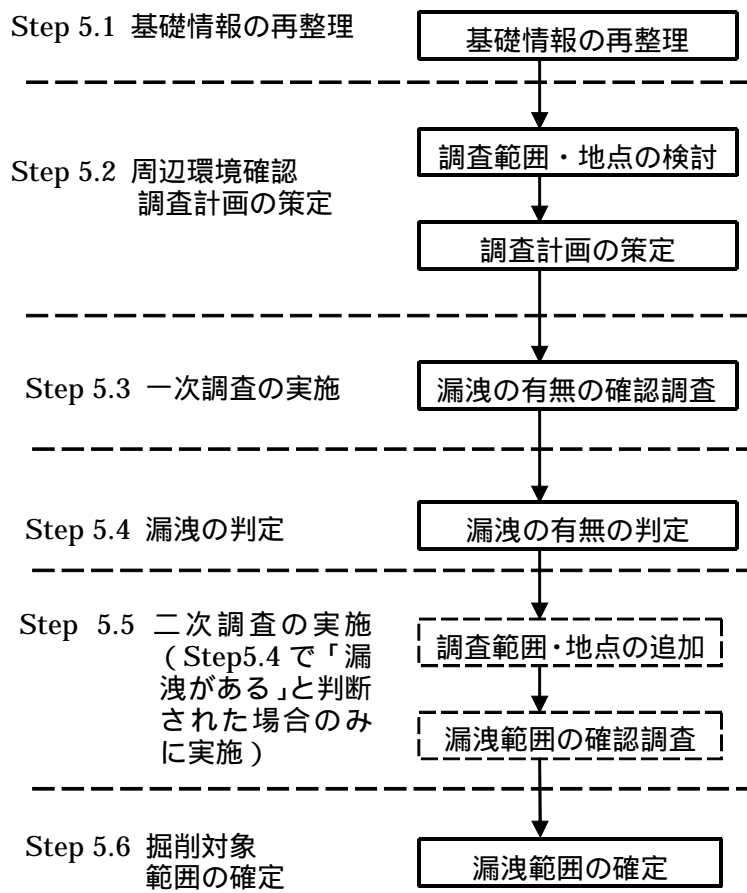 Step 5.1 基礎情報の再整理
基礎情報の再整理
Step 5.2 周辺環境確認
調査計画の策定
調査範囲・地点の検討
調査計画の策定
Step 5.3 一次調査の実施
漏洩の有無の確認調査
Step 5.4 漏洩の判定
漏洩の有無の判定
Step 5.5 二次調査の実施
(Step5.4 で「漏
洩がある」と判断
された場合のみ
に実施)
調査範囲・地点の追加
漏洩範囲の確認調査
Step 5.6 掘削対象
範囲の確定
漏洩範囲の確定